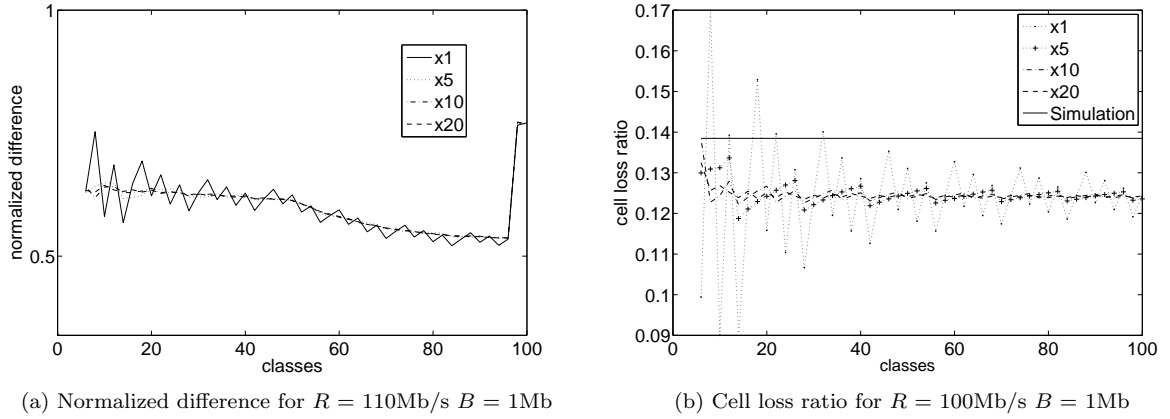 1
0.5
normalized difference
0
20
40
60
80
100
classes
x1
x5
x10
x20
(a) Normalized difference for R = 110Mb/s B = 1Mb
0.17
0.16
0.15
0.14
0.13
0.12
0.11
0.1
0.09
cell loss ratio
0
20
40
60
80
100
classes
x1
x5
x10
x20
Simulation
(b) Cell loss ratio for R = 100Mb/s B = 1Mb